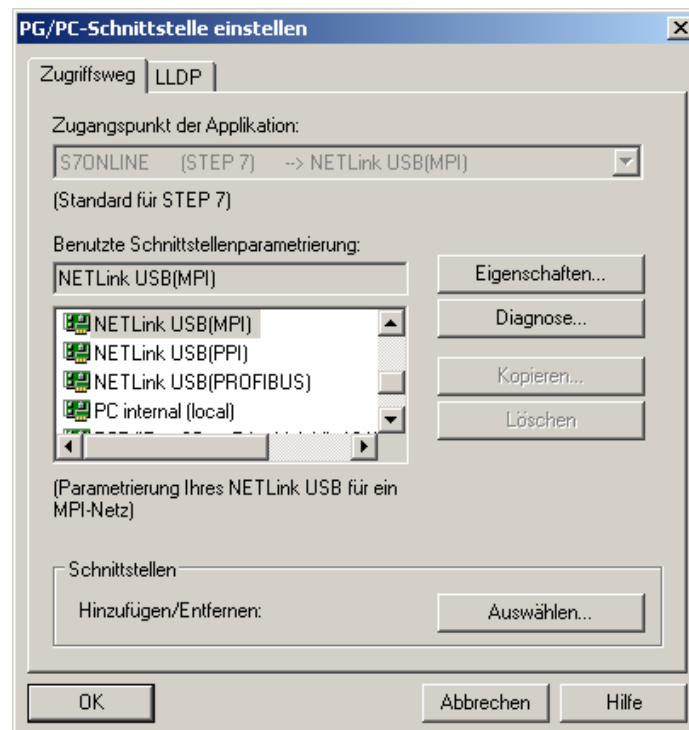 PG/PC-Schnittstelle einstellen
Zugriffsweg
LLDP
Zugangspunkt der Applikation:
S7ONLINE (STEP 7) --> NETLink USB(MPI)
(Standard für STEP 7)
Benutzte Schnittstellenparametrierung:
NETLink USB(MPI)
Eigenschaften...
NETLink USB(MPI)
NETLink USB(PPI)
NETLink USB(PROFIBUS)
PC internal (local)
Diagnose...
Kopieren...
Löschen
(Parametrierung Ihres NETLink USB für ein
MPI-Netz)
Schnittstellen
Hinzufügen/Entfernen:
Auswählen...
OK
Abbrechen
Hilfe